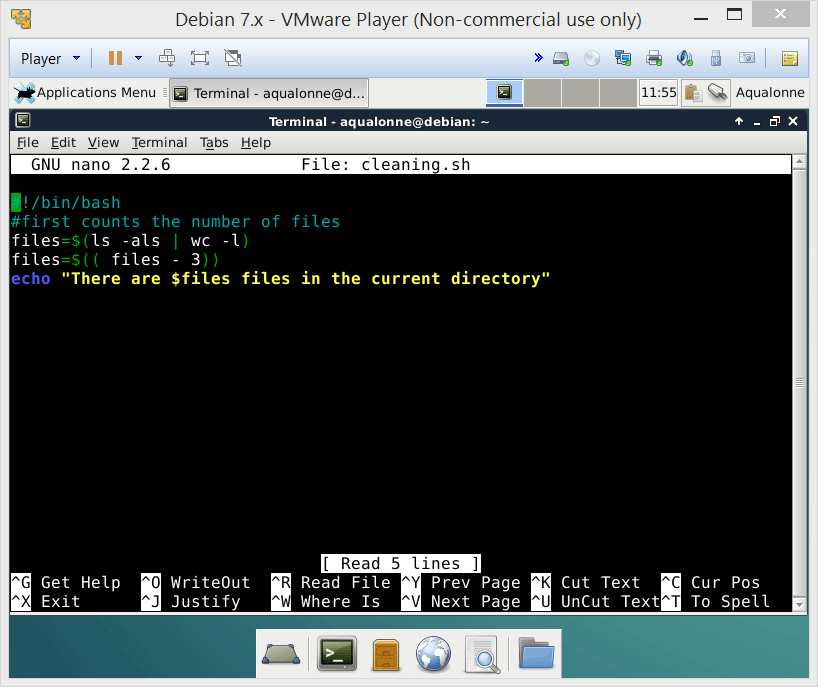 Debian 7.x - VMware Player (Non-commercial use only)
Player
Applications Menu Terminal - aqualonne@d... 11:55 Aqualonne
Terminal - aqualonne@debian: ~
File Edit View Terminal Tabs Help
GNU nano 2.2.6 File: cleaning.sh
#!/bin/bash
#first counts the number of files
files=$(ls -als | wc -l)
files=$(( files - 3))
echo "There are $files files in the current directory"
[ Read 5 lines ]
^G Get Help ^O WriteOut ^R Read File ^Y Prev Page ^K Cut Text ^C Cur Pos
^X Exit ^J Justify ^W Where Is ^V Next Page ^U UnCut Text ^T To Spell